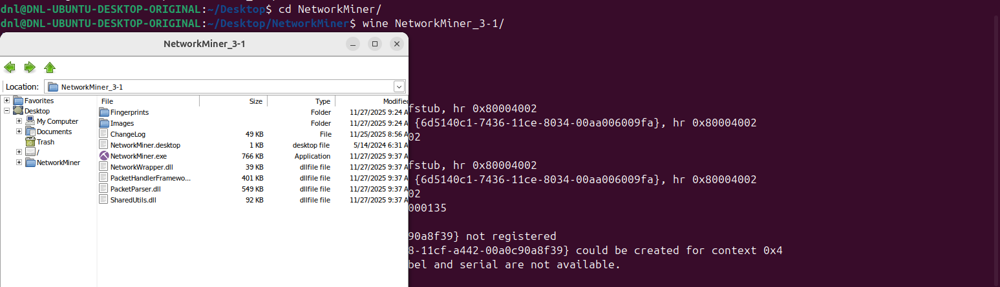 dnl@DNL-UBUNTU-DESKTOP-ORIGINAL:~/Desktop$ cd NetworkMiner/
dnl@DNL-UBUNTU-DESKTOP-ORIGINAL:~/Desktop/NetworkMiner$ wine NetworkMiner_3-1/
NetworkMiner_3-1
Location: NetworkMiner_3-1
Favorites
Desktop
My Computer
Documents
Trash
/
NetworkMiner
File Size Type Modified
Fingerprints Folder 11/27/2025 9:24 A
Images Folder 11/27/2025 9:24 A
ChangeLog 49 KB File 11/25/2025 8:56 A
NetworkMiner.desktop 1 KB desktop file 5/14/2024 6:31 A
NetworkMiner.exe 766 KB Application 11/27/2025 9:37 A
NetworkWrapper.dll 39 KB dllfile file 11/27/2025 9:37 A
PacketHandlerFramewo... 401 KB dllfile file 11/27/2025 9:37 A
PacketParser.dll 549 KB dllfile file 11/27/2025 9:37 A
SharedUtils.dll 92 KB dllfile file 11/27/2025 9:37 A
fstub, hr 0x80004002
{6d5140c1-7436-11ce-8034-00aa006009fa}, hr 0x80004002
02
fstub, hr 0x80004002
{6d5140c1-7436-11ce-8034-00aa006009fa}, hr 0x80004002
02
000135
90a8f39} not registered
8-11cf-a442-00a0c90a8f39} could be created for context 0x4
bel and serial are not available.